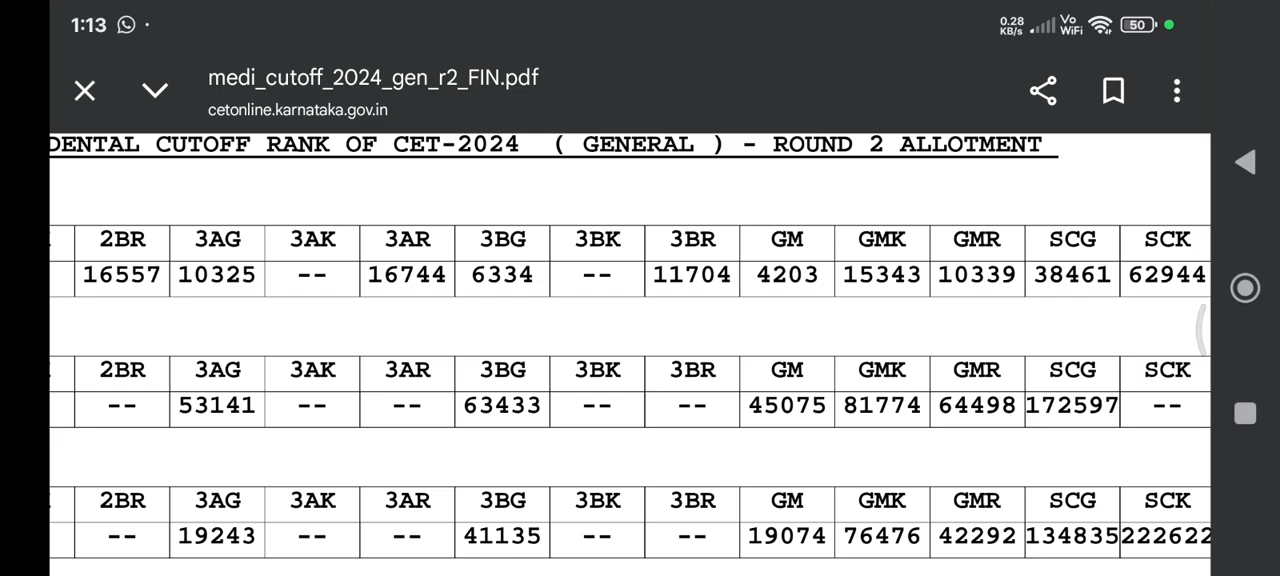 1:13
0.28 KB/s Vo WiFi 50
medi_cutoff_2024_gen_r2_FIN.pdf
cetonline.karnataka.gov.in
DENTAL CUTOFF RANK OF CET-2024 ( GENERAL ) - ROUND 2 ALLOTMENT
2BR 3AG 3AK 3AR 3BG 3BK 3BR GM GMK GMR SCG SCK
16557 10325 -- 16744 6334 -- 11704 4203 15343 10339 38461 62944
2BR 3AG 3AK 3AR 3BG 3BK 3BR GM GMK GMR SCG SCK
-- 53141 -- -- 63433 -- -- 45075 81774 64498 172597 --
2BR 3AG 3AK 3AR 3BG 3BK 3BR GM GMK GMR SCG SCK
-- 19243 -- -- 41135 -- -- 19074 76476 42292 134835 222622